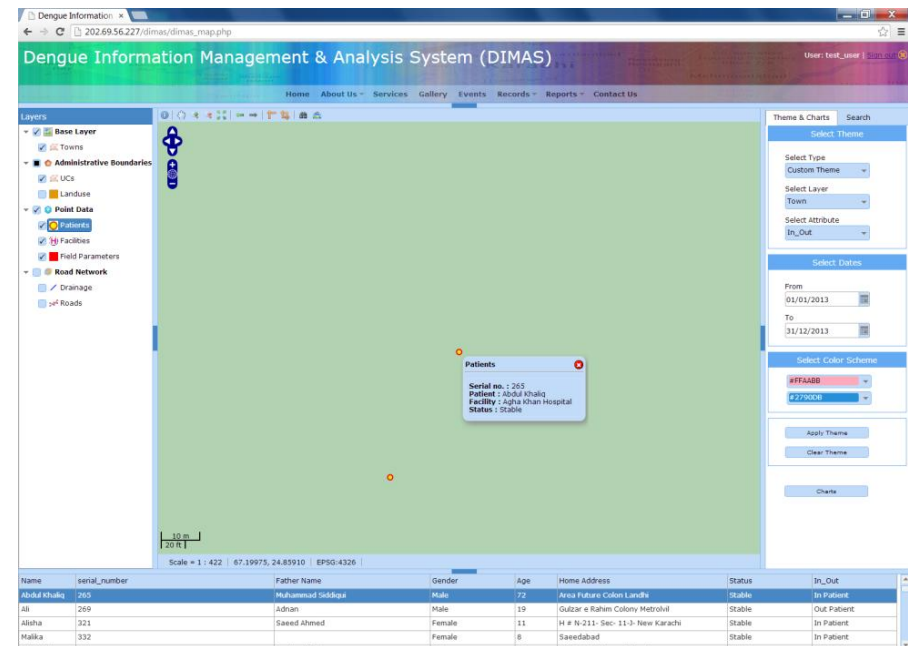 Dengue Information ×
202.69.56.227/dimas/dimas_map.php
Dengue Information Management & Analysis System (DIMAS)
User: test_user | Sign out
Home About Us Services Gallery Events Records Reports Contact Us
Layers
Base Layer
Towns
Administrative Boundaries
UCs
Landuse
Point Data
Patients
Facilities
Field Parameters
Road Network
Drainage
Roads
Patients
Serial no. : 265
Patient : Abdul Khaliq
Facility : Agha Khan Hospital
Status : Stable
10 m
20 ft
Scale = 1 : 422 67.19975, 24.85910 EPSG:4326
Theme & Charts Search
Select Theme
Select Type
Custom Theme
Select Layer
Town
Select Attribute
In_Out
Select Dates
From
01/01/2013
To
31/12/2013
Select Color Scheme
#FFAABB
#2790DB
Apply Theme
Clear Theme
Charts
Name serial_number Father Name Gender Age Home Address Status In_Out
Abdul Khaliq 265 Muhammad Siddiqui Male 72 Area Future Colon Landhi Stable In Patient
Ali 269 Adnan Male 19 Gulzar e Rahim Colony Metrolvil Stable Out Patient
Alisha 321 Saeed Ahmed Female 11 H # N-211- Sec- 11-J- New Karachi Stable In Patient
Malika 332 Female 8 Saeedabad Stable In Patient